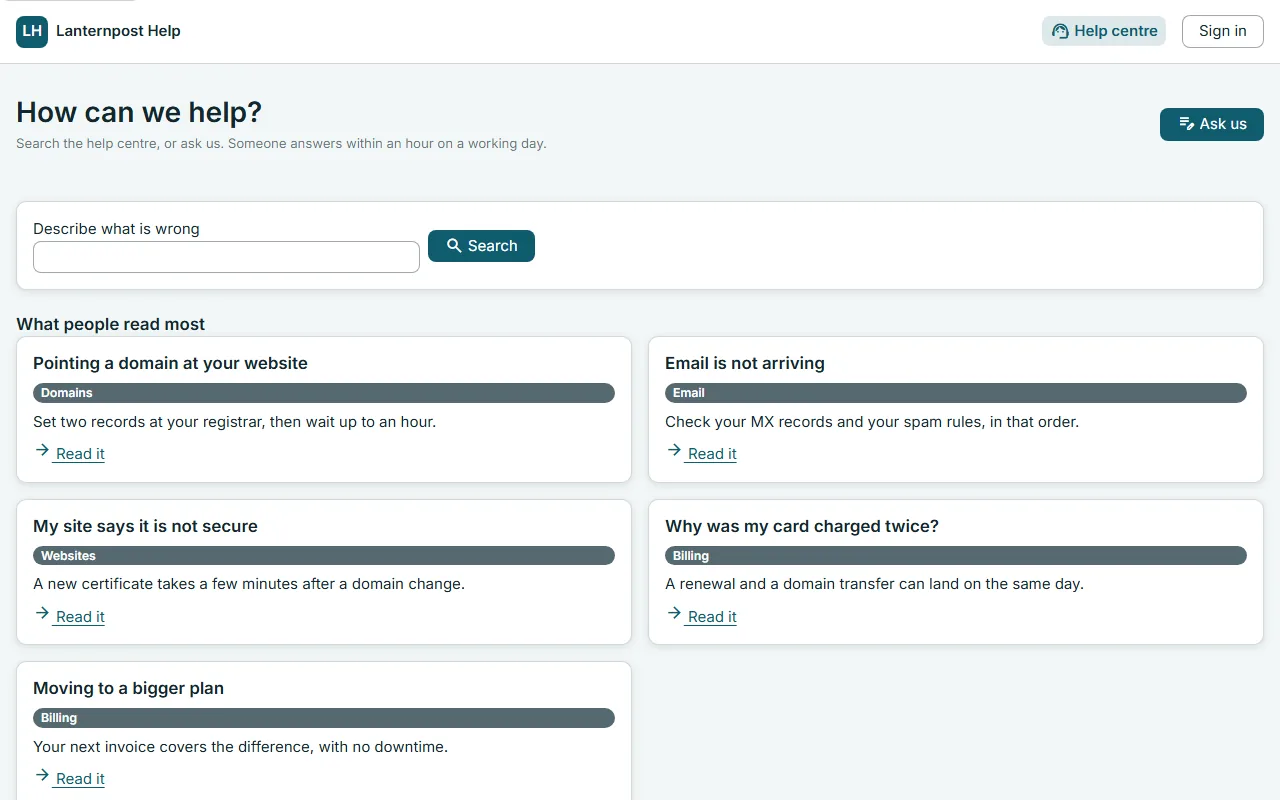 LH Lanternpost Help
Help centre
Sign in
How can we help?
Search the help centre, or ask us. Someone answers within an hour on a working day.
Ask us
Describe what is wrong
Search
What people read most
Pointing a domain at your website
Domains
Set two records at your registrar, then wait up to an hour.
Read it
Email is not arriving
Email
Check your MX records and your spam rules, in that order.
Read it
My site says it is not secure
Websites
A new certificate takes a few minutes after a domain change.
Read it
Why was my card charged twice?
Billing
A renewal and a domain transfer can land on the same day.
Read it
Moving to a bigger plan
Billing
Your next invoice covers the difference, with no downtime.
Read it